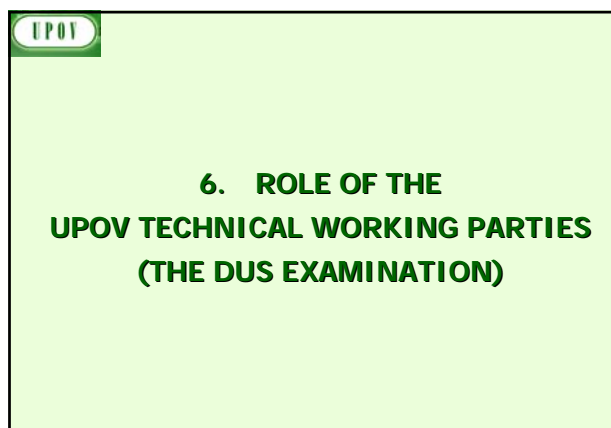 UPOV
6. ROLE OF THE
UPOV TECHNICAL WORKING PARTIES
(THE DUS EXAMINATION)